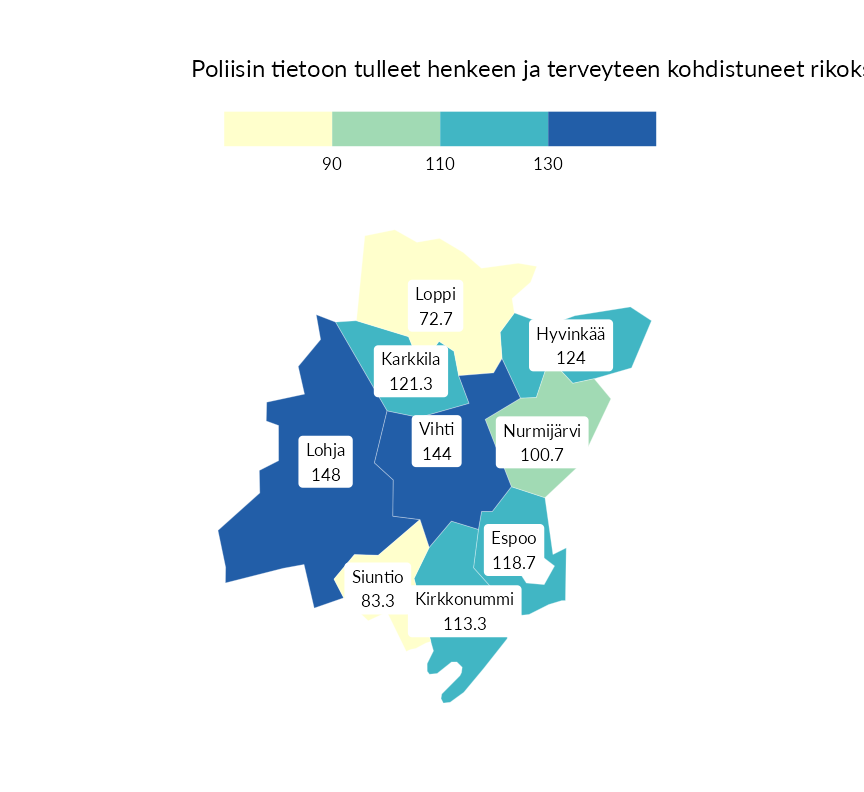 Poliisin tietoon tulleet henkeen ja terveyteen kohdistuneet rikok
90 110 130
Loppi
72.7
Hyvinkää
124
Karkkila
121.3
Vihti
144
Nurmijärvi
100.7
Lohja
148
Espoo
118.7
Siuntio
83.3
Kirkkonummi
113.3